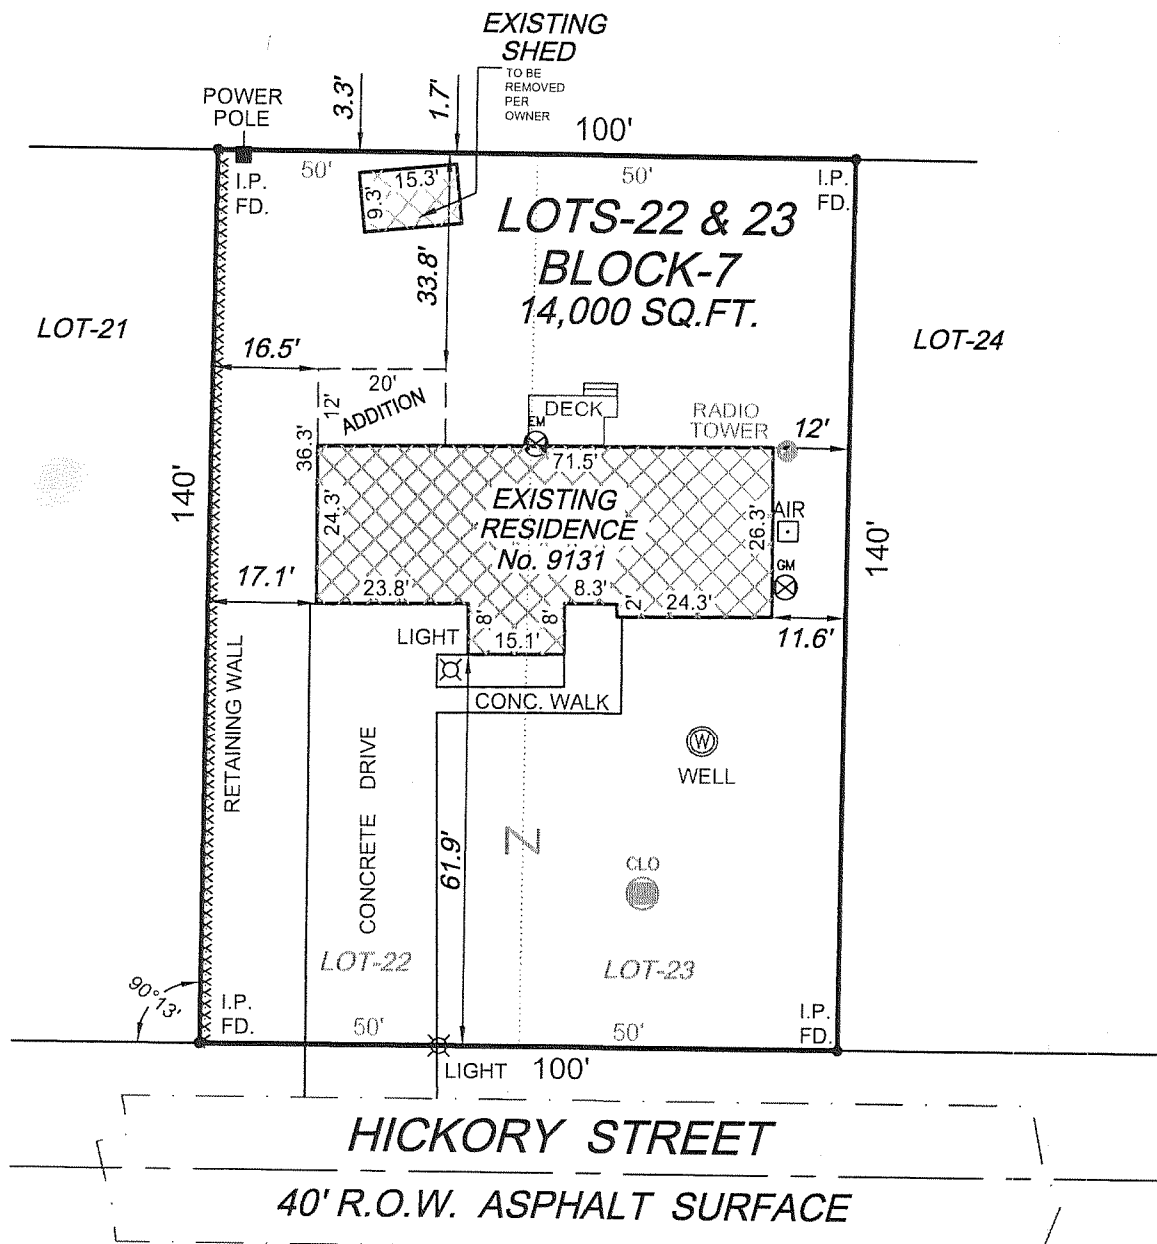 EXISTING
SHED
TO BE
REMOVED
PER
OWNER
3.3'
1.7'
POWER
POLE
100'
50'
50'
I.P.
FD.
15.3'
9.3'
I.P.
FD.
LOTS-22 & 23
BLOCK-7
14,000 SQ.FT.
33.8'
LOT-21
LOT-24
16.5'
20'
12'
ADDITION
DECK
EM
RADIO
TOWER
12'
36.3'
71.5'
140'
24.3'
EXISTING
RESIDENCE
No. 9131
26.3'
AIR
GM
140'
17.1'
23.8'
8.3'
2'
24.3'
8'
8'
15.1'
11.6'
LIGHT
CONC. WALK
RETAINING WALL
CONCRETE DRIVE
W
WELL
61.9'
Z
CLO
LOT-22
LOT-23
90°13'
I.P.
FD.
50'
50'
I.P.
FD.
LIGHT
100'
HICKORY STREET
40' R.O.W. ASPHALT SURFACE